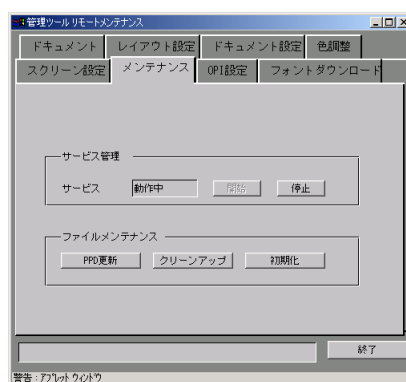 管理ツール リモートメンテナンス
ドキュメント レイアウト設定 ドキュメント設定 色調整
スクリーン設定 メンテナンス OPI設定 フォントダウンロード
サービス管理
サービス 動作中 開始 停止
ファイルメンテナンス
PPD更新 クリーンアップ 初期化
終了
警告 : アプレット ウィンドウ